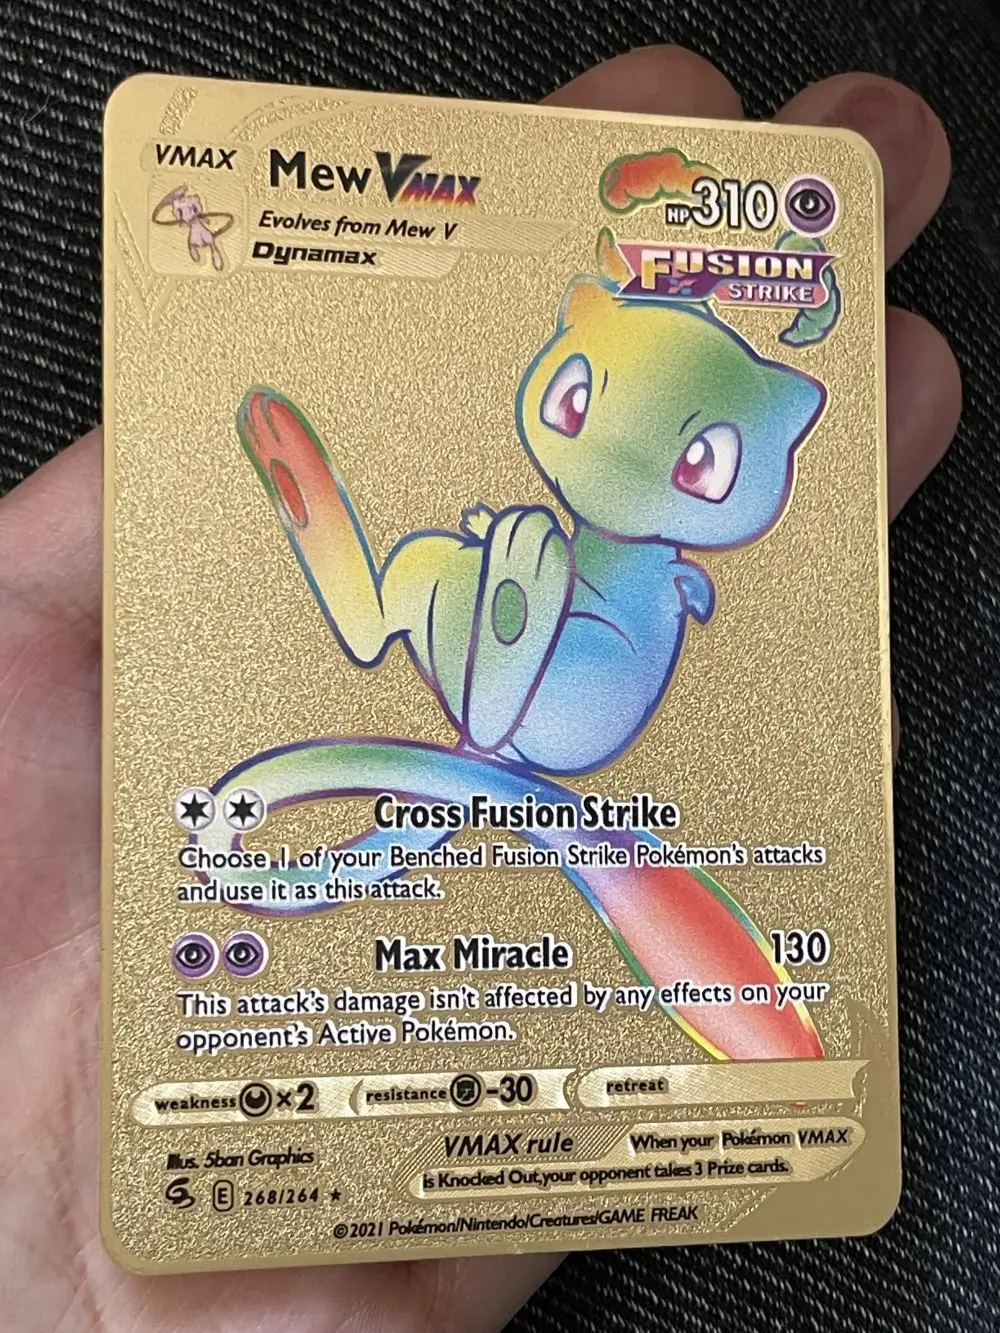 VMAX
Mew VMAX
HP 310
Evolves from Mew V
Dynamax
FUSION
STRIKE
Cross Fusion Strike
Choose 1 of your Benched Fusion Strike Pokémon's attacks
and use it as this attack.
Max Miracle 130
This attack's damage isn't affected by any effects on your
opponent's Active Pokémon.
weakness ×2 resistance -30 retreat
VMAX rule When your Pokémon VMAX
is Knocked Out, your opponent takes 3 Prize cards.
Illus. 5ban Graphics
E 268/264 ★
©2021 Pokémon/Nintendo/Creatures/GAME FREAK